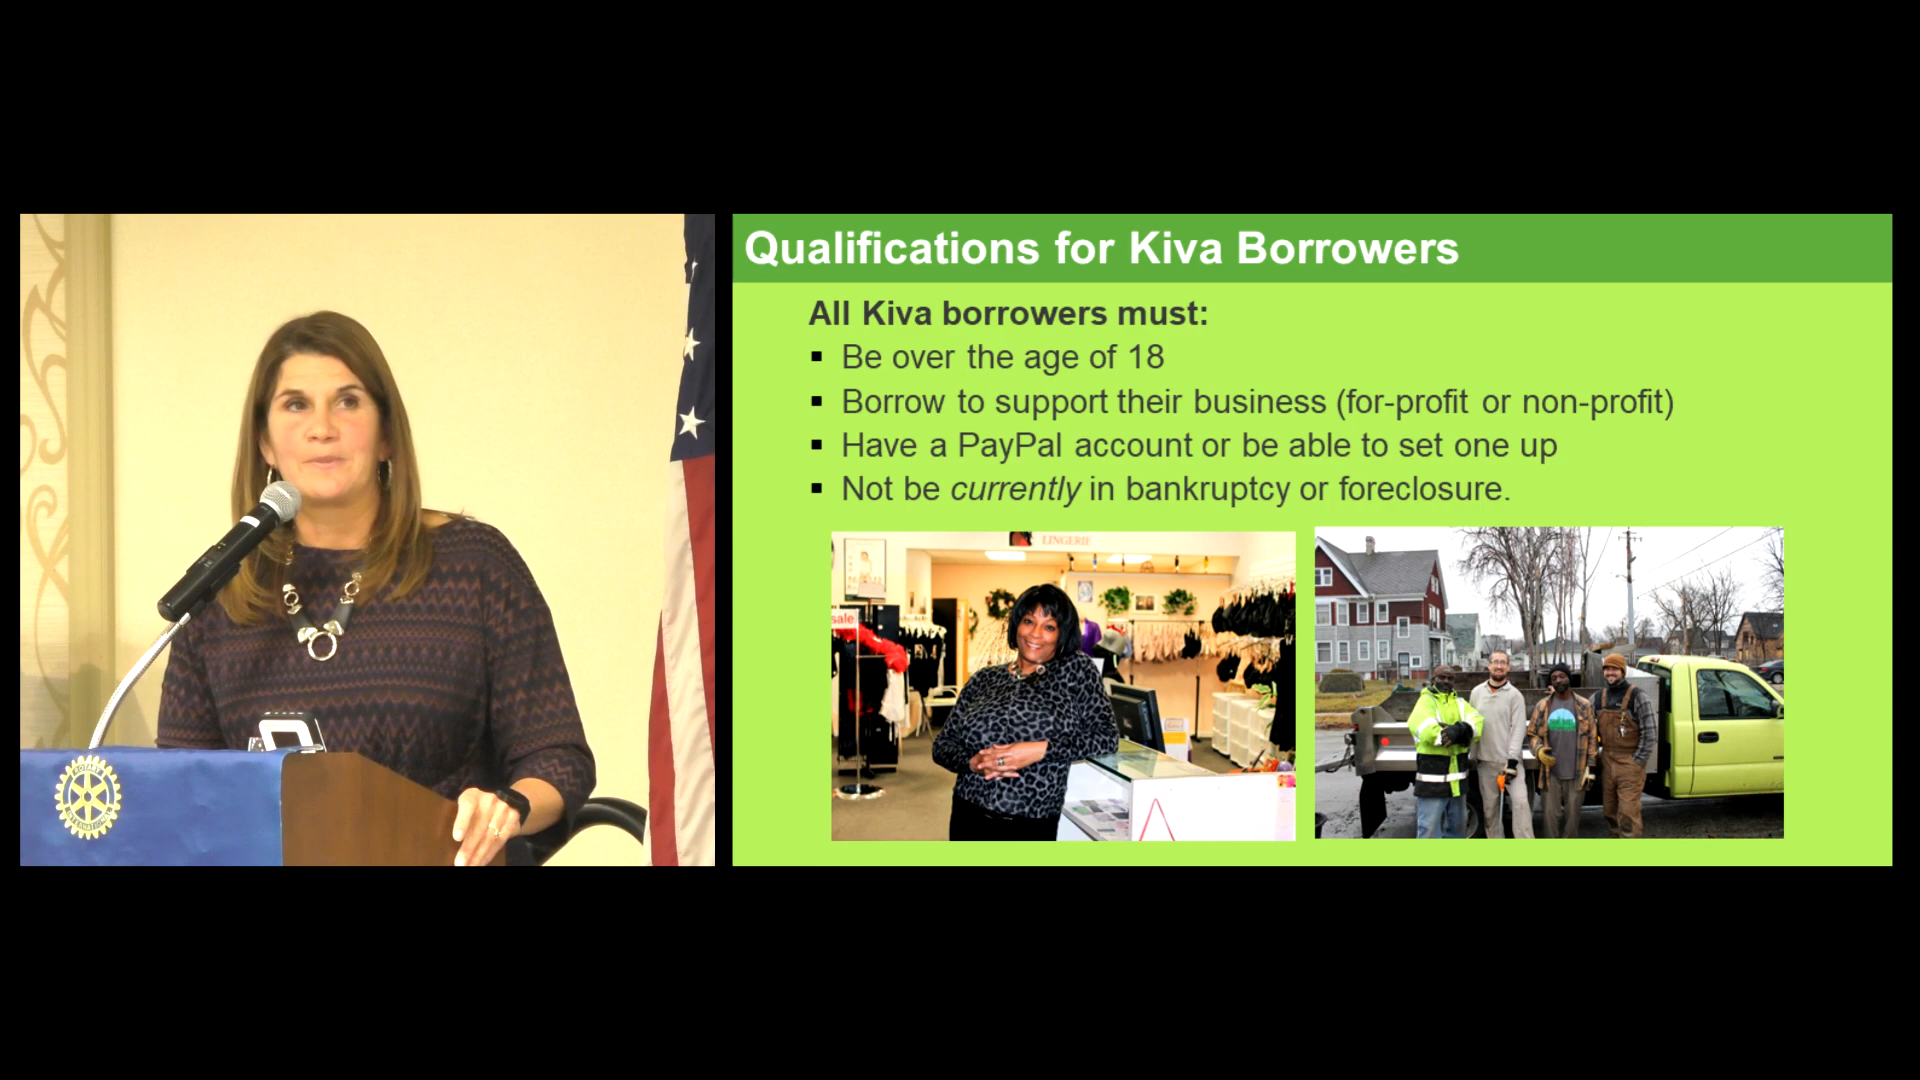 Qualifications for Kiva Borrowers
All Kiva borrowers must:
▪ Be over the age of 18
▪ Borrow to support their business (for-profit or non-profit)
▪ Have a PayPal account or be able to set one up
▪ Not be currently in bankruptcy or foreclosure.
LINGERIE
sale
ROTARY
INTERNATIONAL